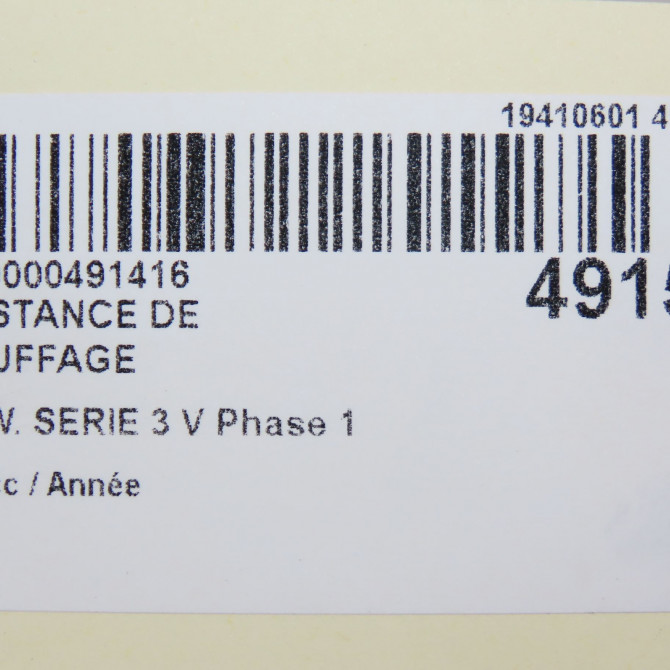 19410601 4
000491416
4915
STANCE DE
UFFAGE
W. SERIE 3 V Phase 1
c / Année